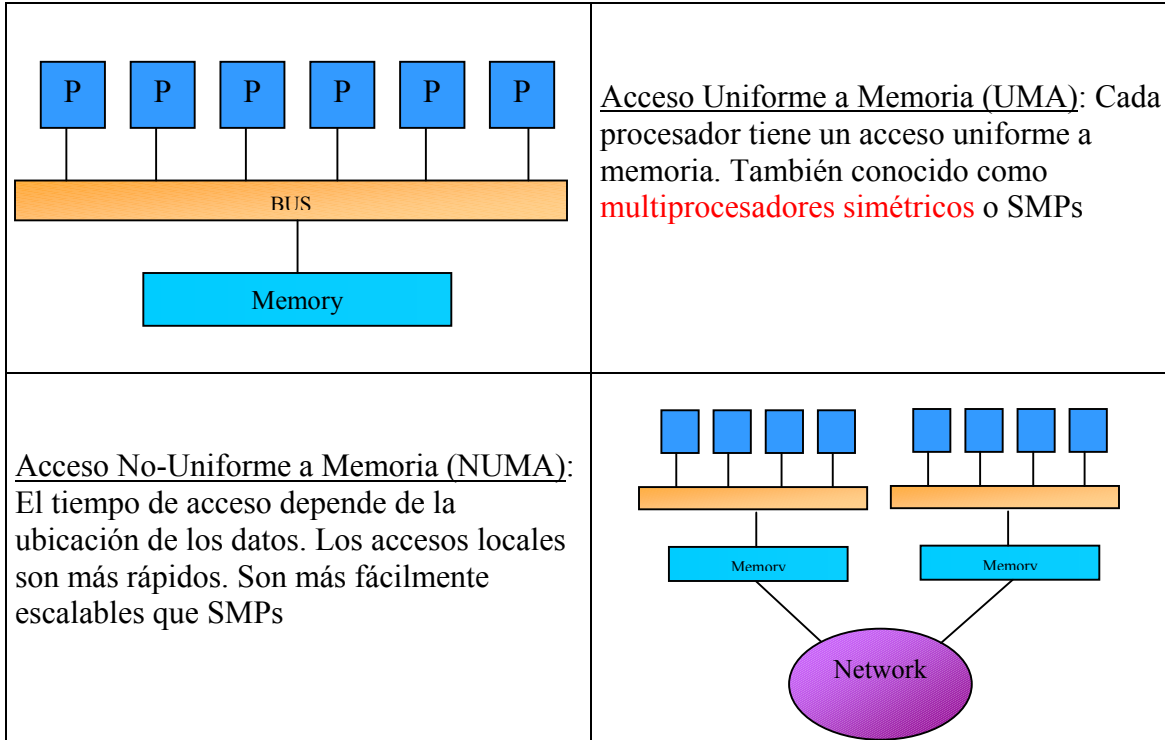 P P P P P P
BUS
Memory
Acceso Uniforme a Memoria (UMA): Cada
procesador tiene un acceso uniforme a
memoria. También conocido como
multiprocesadores simétricos o SMPs
Acceso No-Uniforme a Memoria (NUMA):
El tiempo de acceso depende de la
ubicación de los datos. Los accesos locales
son más rápidos. Son más fácilmente
escalables que SMPs
Memory Memory
Network